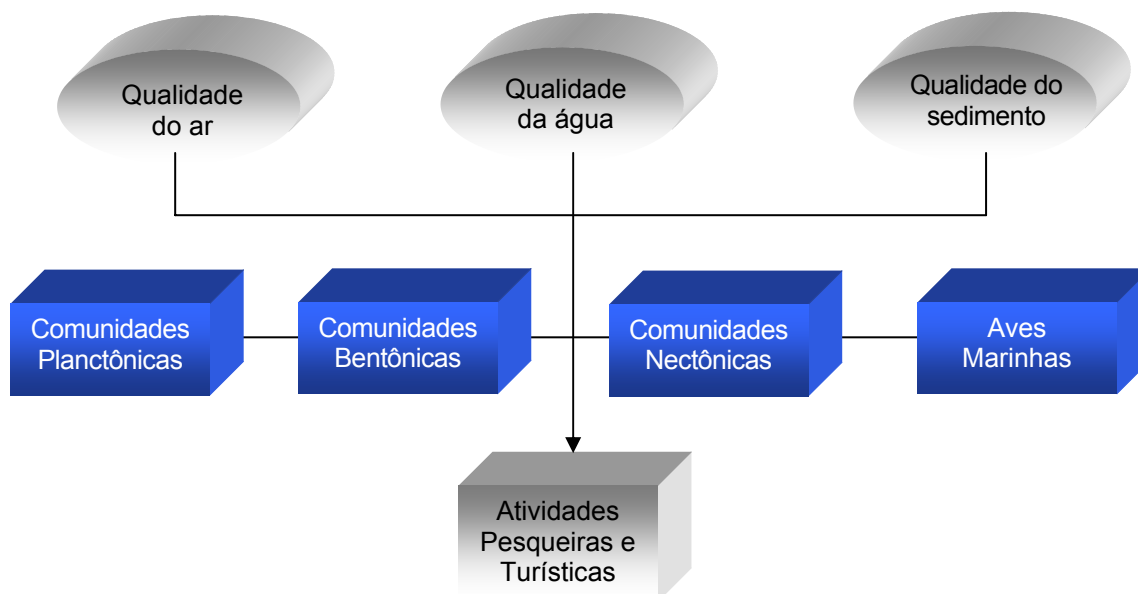 Qualidade
do ar
Qualidade
da água
Qualidade do
sedimento
Comunidades
Planctônicas
Comunidades
Bentônicas
Comunidades
Nectônicas
Aves
Marinhas
Atividades
Pesqueiras e
Turísticas